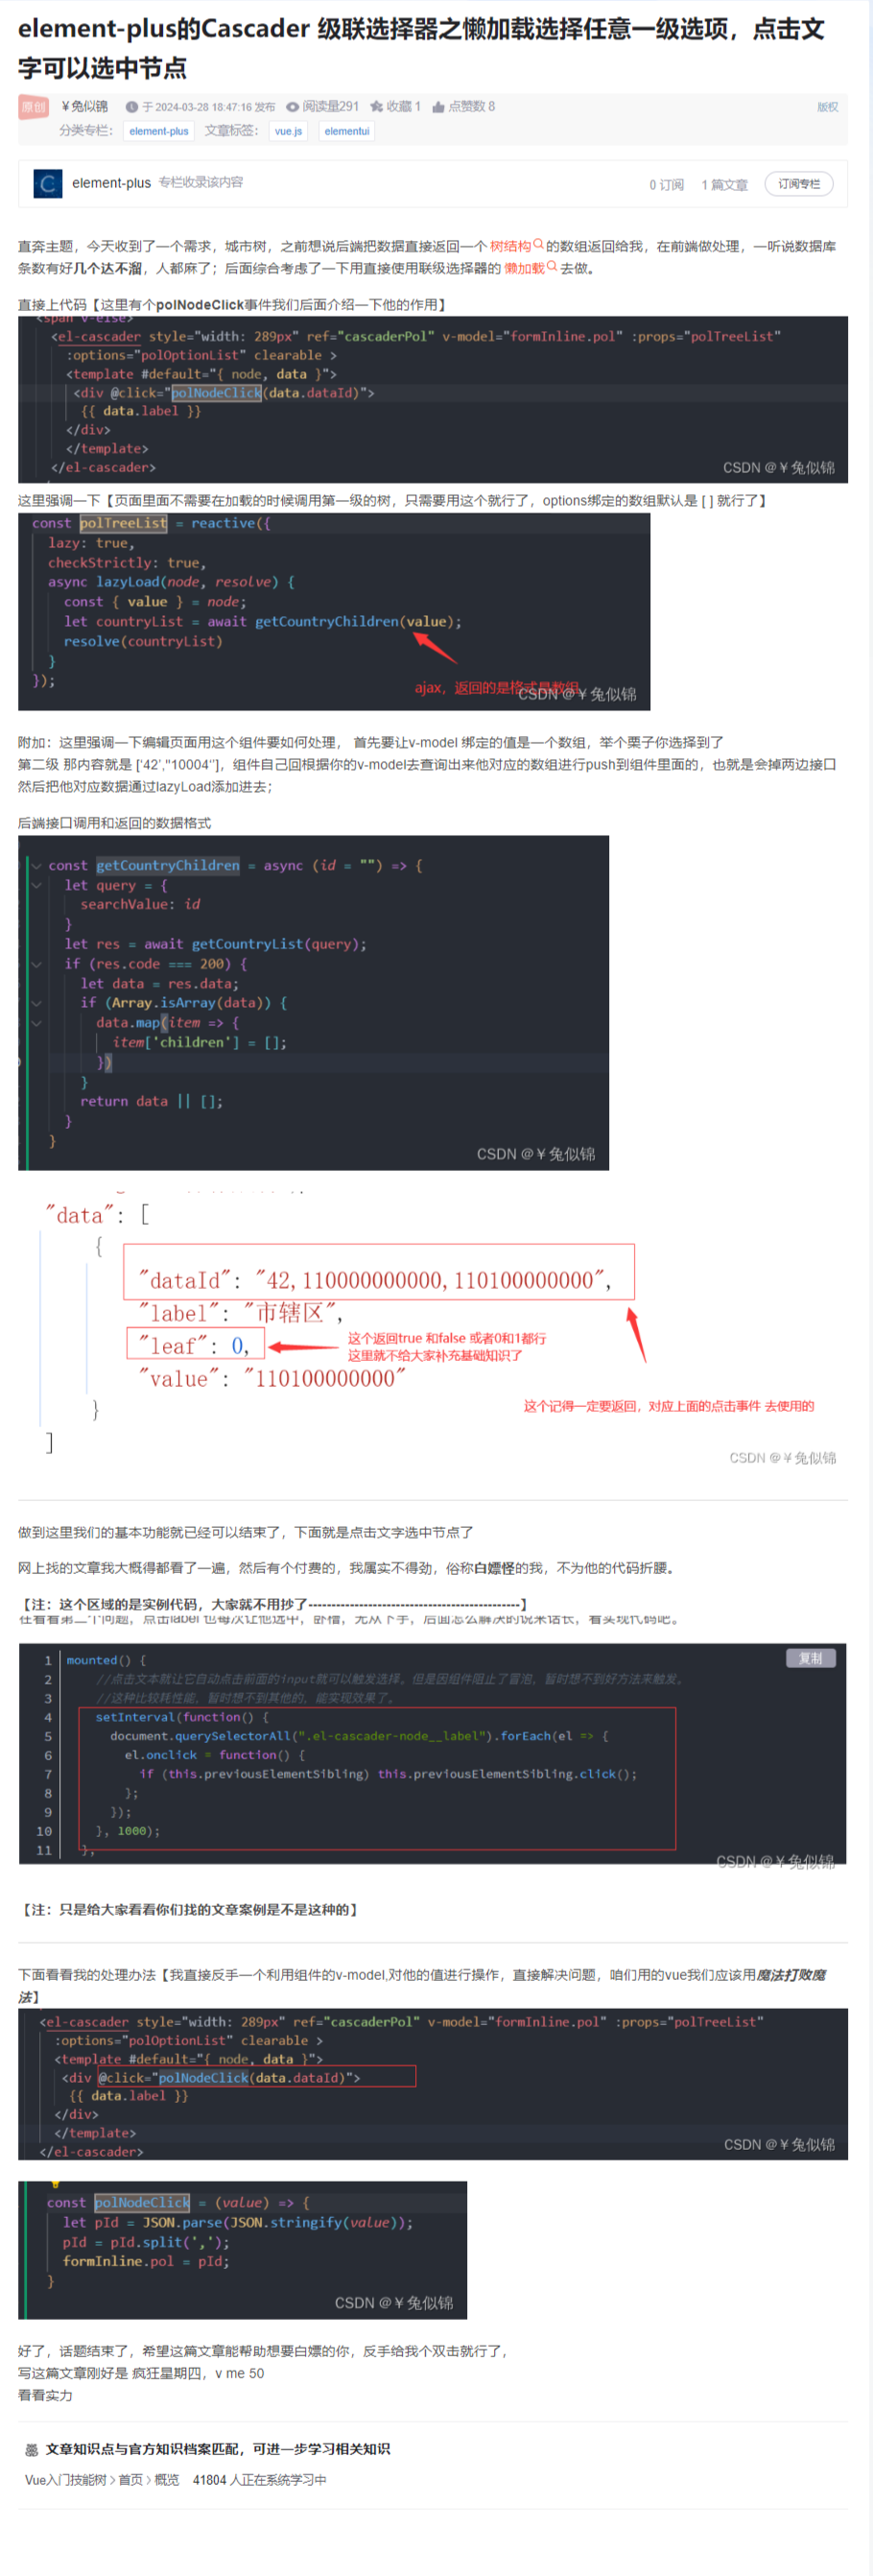 element-plus的Cascader 级联选择器之懒加载选择任意一级选项，点击文
字可以选中节点
原创 ￥兔似锦 于 2024-03-28 18:47:16 发布 阅读量291 收藏 1 点赞数 8 版权
分类专栏： element-plus 文章标签： vue.js elementui
element-plus 专栏收录该内容 0 订阅 1 篇文章 订阅专栏
直奔主题，今天收到了一个需求，城市树，之前想说后端把数据直接返回一个 树结构 的数组返回给我，在前端做处理，一听说数据库
条数有好几个达不溜，人都麻了；后面综合考虑了一下用直接使用联级选择器的 懒加载 去做。
直接上代码【这里有个polNodeClick事件我们后面介绍一下他的作用】
<span v-else>
<el-cascader style="width: 289px" ref="cascaderPol" v-model="formInline.pol" :props="polTreeList"
:options="polOptionList" clearable >
<template #default="{ node, data }">
<div @click="polNodeClick(data.dataId)">
{{ data.label }}
</div>
</template>
</el-cascader>
CSDN @￥兔似锦
这里强调一下【页面里面不需要在加载的时候调用第一级的树，只需要用这个就行了，options绑定的数组默认是 [ ] 就行了】
const polTreeList = reactive({
lazy: true,
checkStrictly: true,
async lazyLoad(node, resolve) {
const { value } = node;
let countryList = await getCountryChildren(value);
resolve(countryList)
}
});
ajax，返回的是格式是数组
CSDN @￥兔似锦
附加：这里强调一下编辑页面用这个组件要如何处理， 首先要让v-model 绑定的值是一个数组，举个栗子你选择到了
第二级 那内容就是 ['42',"10004"]，组件自己回根据你的v-model去查询出来他对应的数组进行push到组件里面的，也就是会掉两边接口
然后把他对应数据通过lazyLoad添加进去；
后端接口调用和返回的数据格式
const getCountryChildren = async (id = "") => {
let query = {
searchValue: id
}
let res = await getCountryList(query);
if (res.code === 200) {
let data = res.data;
if (Array.isArray(data)) {
data.map(item => {
item['children'] = [];
})
}
return data || [];
}
}
CSDN @￥兔似锦
"data": [
{
"dataId": "42,110000000000,110100000000",
"label": "市辖区",
"leaf": 0,
这个返回true 和false 或者0和1都行
这里就不给大家补充基础知识了
"value": "110100000000"
}
这个记得一定要返回，对应上面的点击事件 去使用的
]
CSDN @￥兔似锦
做到这里我们的基本功能就已经可以结束了，下面就是点击文字选中节点了
网上找的文章我大概得都看了一遍，然后有个付费的，我属实不得劲，俗称白嫖怪的我，不为他的代码折腰。
【注：这个区域的是实例代码，大家就不用抄了----------------------------------------------】
在看看第二个问题，点击label 也每次让他选中，卧槽，无从下手，后面怎么解决的说来话长，看实现代码吧。
复制
1 mounted() {
2 //点击文本就让它自动点击前面的input就可以触发选择。但是因组件阻止了冒泡，暂时想不到好方法来触发。
3 //这种比较耗性能，暂时想不到其他的，能实现效果了。
4 setInterval(function() {
5 document.querySelectorAll(".el-cascader-node__label").forEach(el => {
6 el.onclick = function() {
7 if (this.previousElementSibling) this.previousElementSibling.click();
8 };
9 });
10 }, 1000);
11 },
CSDN @￥兔似锦
【注：只是给大家看看你们找的文章案例是不是这种的】
下面看看我的处理办法【我直接反手一个利用组件的v-model,对他的值进行操作，直接解决问题，咱们用的vue我们应该用魔法打败魔
法】
<el-cascader style="width: 289px" ref="cascaderPol" v-model="formInline.pol" :props="polTreeList"
:options="polOptionList" clearable >
<template #default="{ node, data }">
<div @click="polNodeClick(data.dataId)">
{{ data.label }}
</div>
</template>
</el-cascader>
CSDN @￥兔似锦
const polNodeClick = (value) => {
let pId = JSON.parse(JSON.stringify(value));
pId = pId.split(',');
formInline.pol = pId;
}
CSDN @￥兔似锦
好了，话题结束了，希望这篇文章能帮助想要白嫖的你，反手给我个双击就行了，
写这篇文章刚好是 疯狂星期四，v me 50
看看实力
文章知识点与官方知识档案匹配，可进一步学习相关知识
Vue入门技能树 > 首页 > 概览 41804 人正在系统学习中